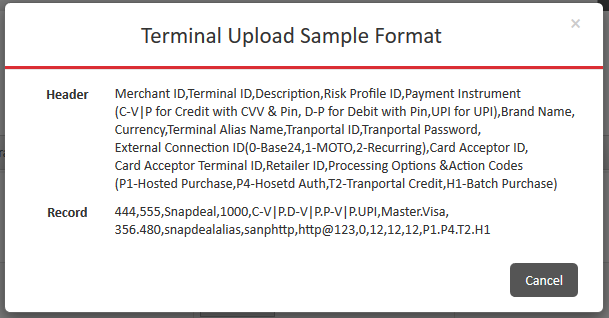 Terminal Upload Sample Format
×
Header
Merchant ID,Terminal ID,Description,Risk Profile ID,Payment Instrument
(C-V|P for Credit with CVV & Pin, D-P for Debit with Pin,UPI for UPI),Brand Name,
Currency,Terminal Alias Name,Tranportal ID,Tranportal Password,
External Connection ID(0-Base24,1-MOTO,2-Recurring),Card Acceptor ID,
Card Acceptor Terminal ID,Retailer ID,Processing Options &Action Codes
(P1-Hosted Purchase,P4-Hosetd Auth,T2-Tranportal Credit,H1-Batch Purchase)
Record
444,555,Snapdeal,1000,C-V|P.D-V|P.P-V|P.UPI,Master.Visa,
356.480,snapdealalias,sanphttp,http@123,0,12,12,12,P1.P4.T2.H1
Cancel